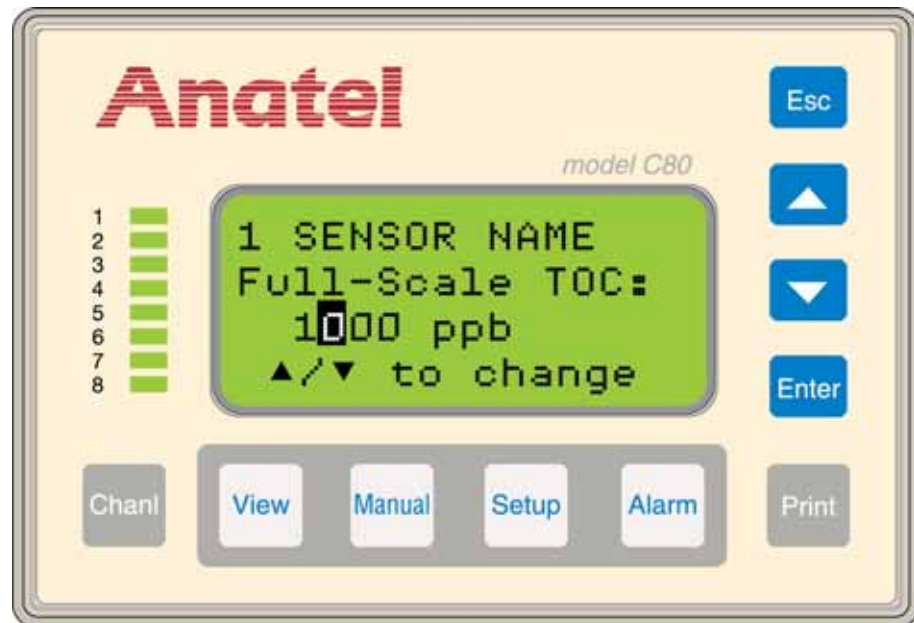 Anatel
model C80
Esc
1 SENSOR NAME
Full-Scale TOC:
1000 ppb
▲/▼ to change
1
2
3
4
5
6
7
8
Enter
Chanl
View
Manual
Setup
Alarm
Print